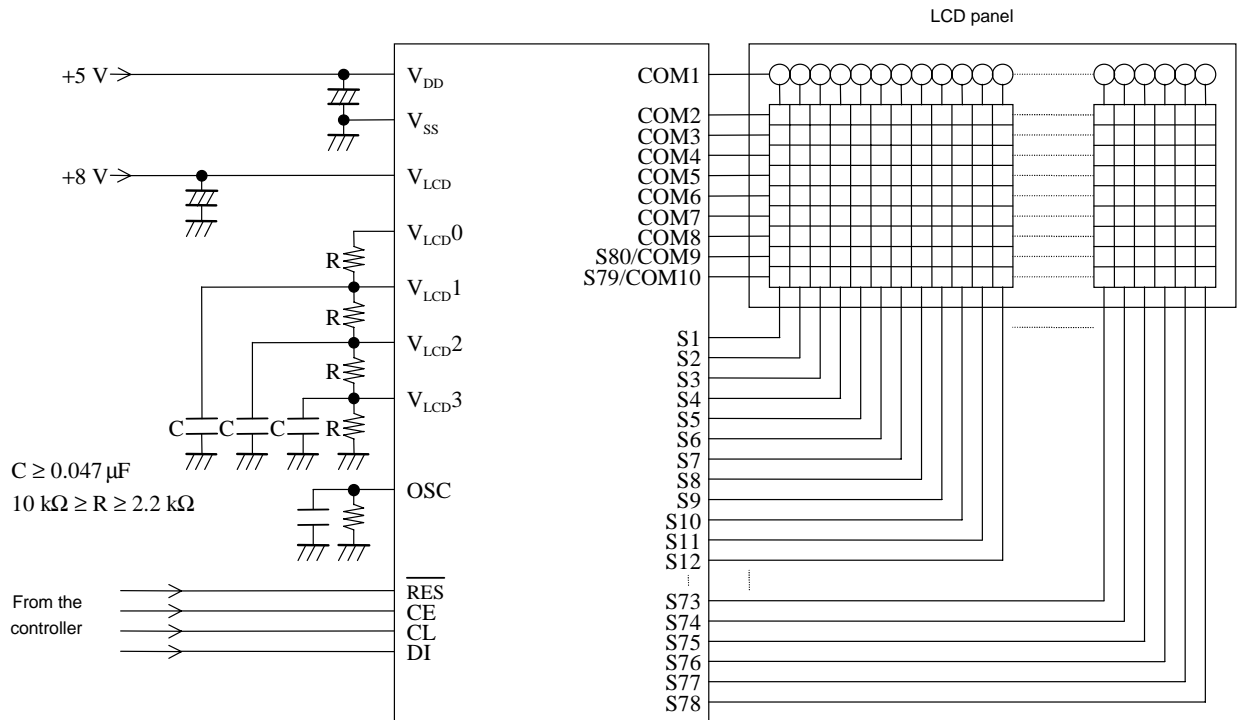 LCD panel
+5 V
V_DD
V_SS
+8 V
V_LCD
V_LCD0
R
V_LCD1
R
V_LCD2
R
V_LCD3
C
C
C
R
C ≥ 0.047 µF
10 kΩ ≥ R ≥ 2.2 kΩ
OSC
From the
controller
R̅E̅S̅
CE
CL
DI
COM1
COM2
COM3
COM4
COM5
COM6
COM7
COM8
S80/COM9
S79/COM10
S1
S2
S3
S4
S5
S6
S7
S8
S9
S10
S11
S12
S73
S74
S75
S76
S77
S78